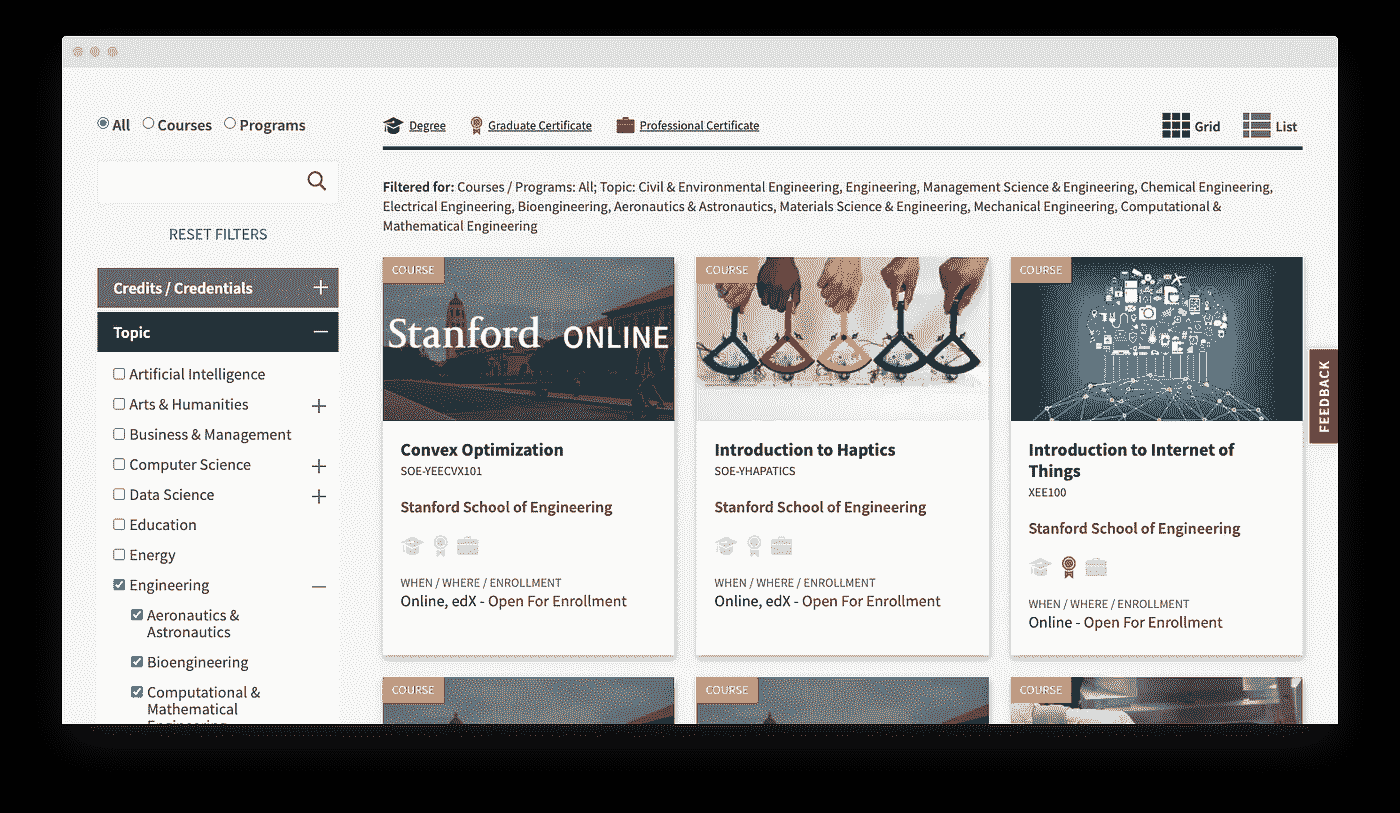 All Courses Programs
RESET FILTERS
Credits / Credentials
Topic
Artificial Intelligence
Arts & Humanities
Business & Management
Computer Science
Data Science
Education
Energy
Engineering
Aeronautics &
Astronautics
Bioengineering
Computational &
Mathematical
Engineering
Degree Graduate Certificate Professional Certificate Grid List
Filtered for: Courses / Programs: All; Topic: Civil & Environmental Engineering, Engineering, Management Science & Engineering, Chemical Engineering,
Electrical Engineering, Bioengineering, Aeronautics & Astronautics, Materials Science & Engineering, Mechanical Engineering, Computational &
Mathematical Engineering
COURSE
Stanford ONLINE
Convex Optimization
SOE-YEECVX101
Stanford School of Engineering
WHEN / WHERE / ENROLLMENT
Online, edX - Open For Enrollment
COURSE
Introduction to Haptics
SOE-YHAPATICS
Stanford School of Engineering
WHEN / WHERE / ENROLLMENT
Online, edX - Open For Enrollment
COURSE
Introduction to Internet of
Things
XEE100
Stanford School of Engineering
WHEN / WHERE / ENROLLMENT
Online - Open For Enrollment
COURSE
COURSE
COURSE
FEEDBACK